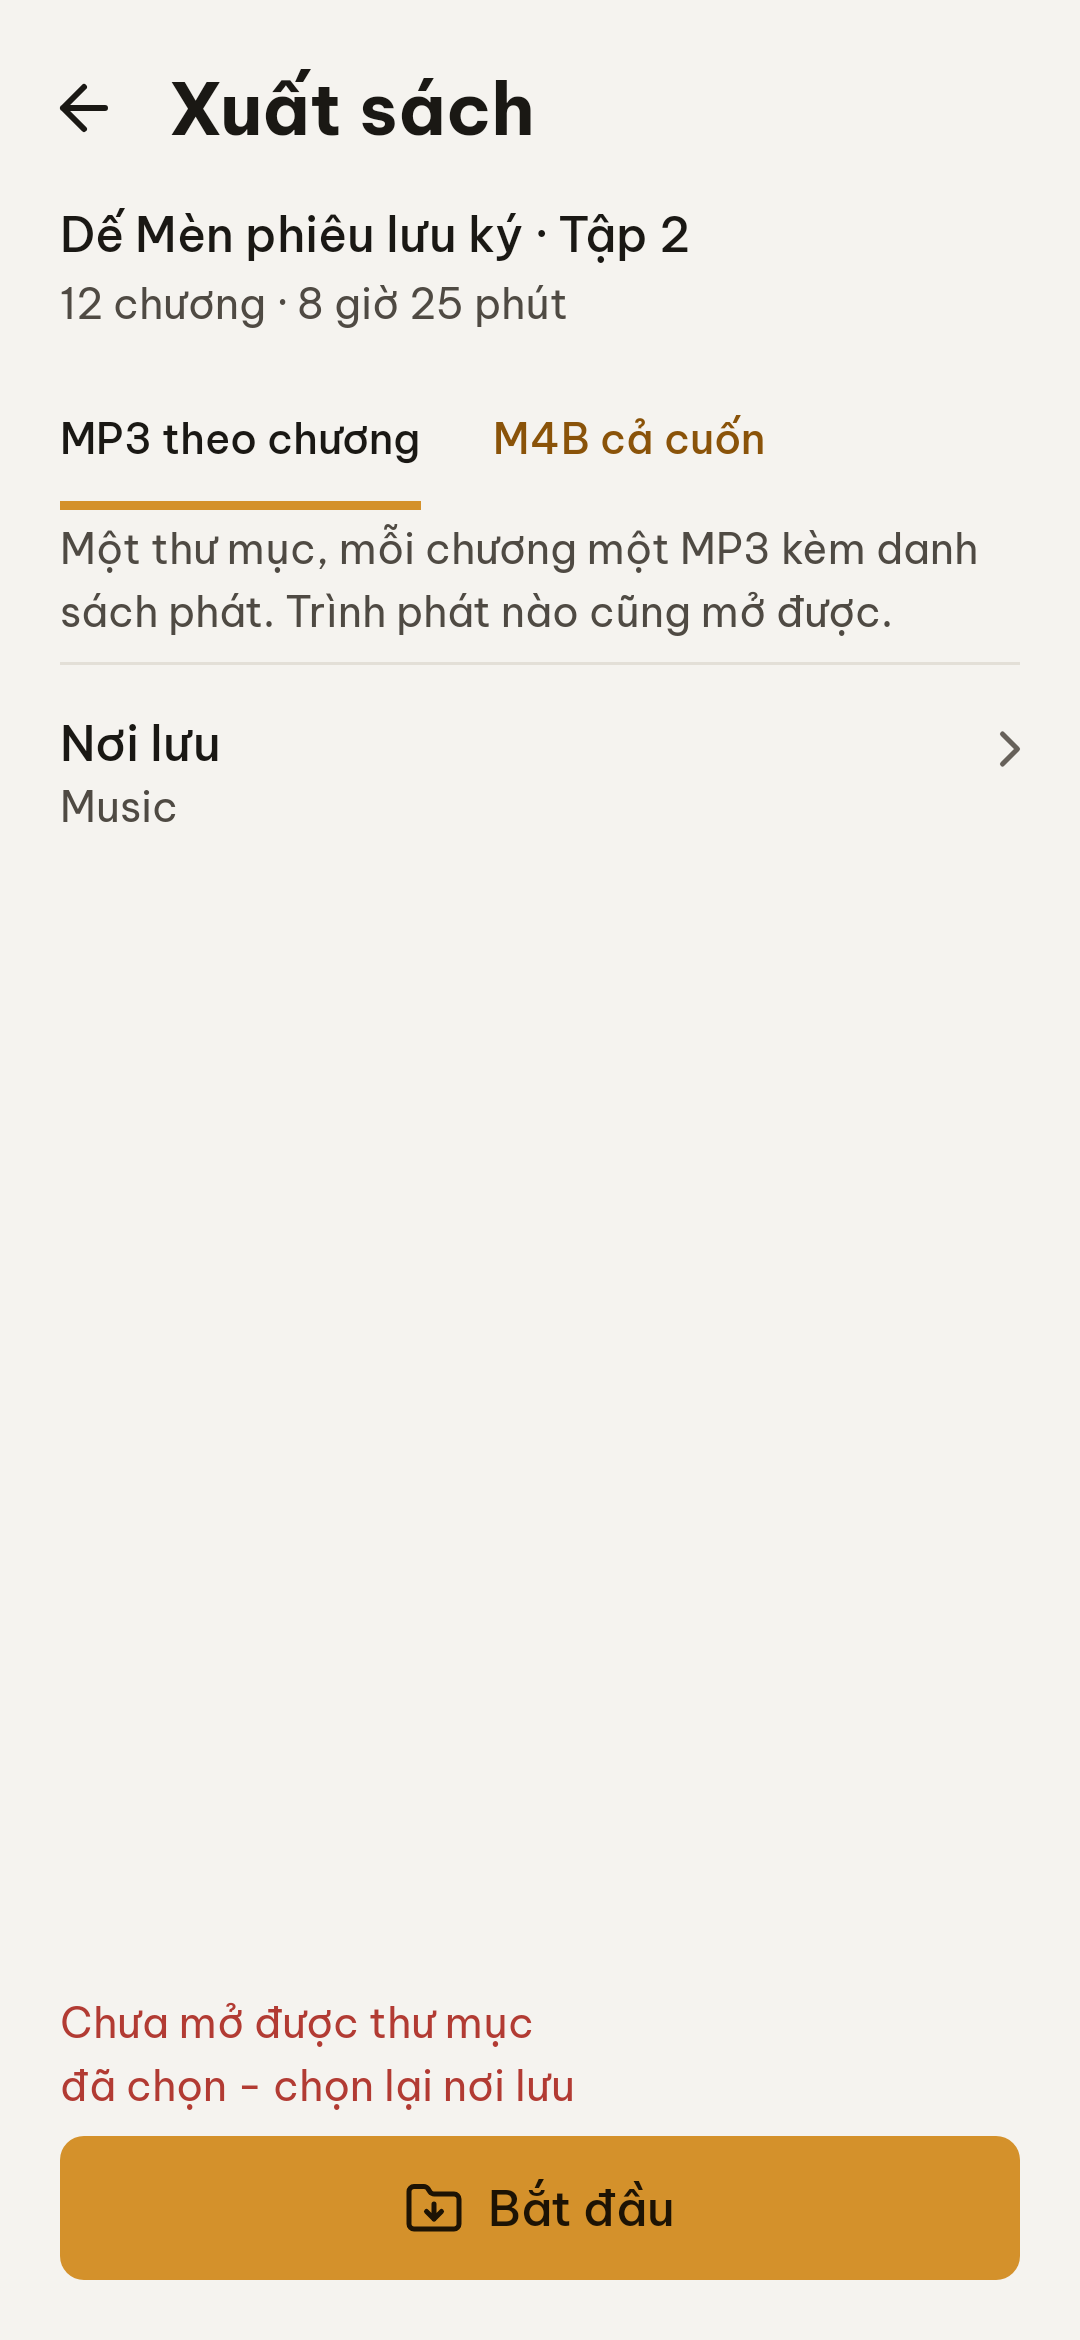 Xuất sách
Dế Mèn phiêu lưu ký · Tập 2
12 chương · 8 giờ 25 phút
MP3 theo chương
M4B cả cuốn
Một thư mục, mỗi chương một MP3 kèm danh
sách phát. Trình phát nào cũng mở được.
Nơi lưu
Music
Chưa mở được thư mục
đã chọn – chọn lại nơi lưu
Bắt đầu